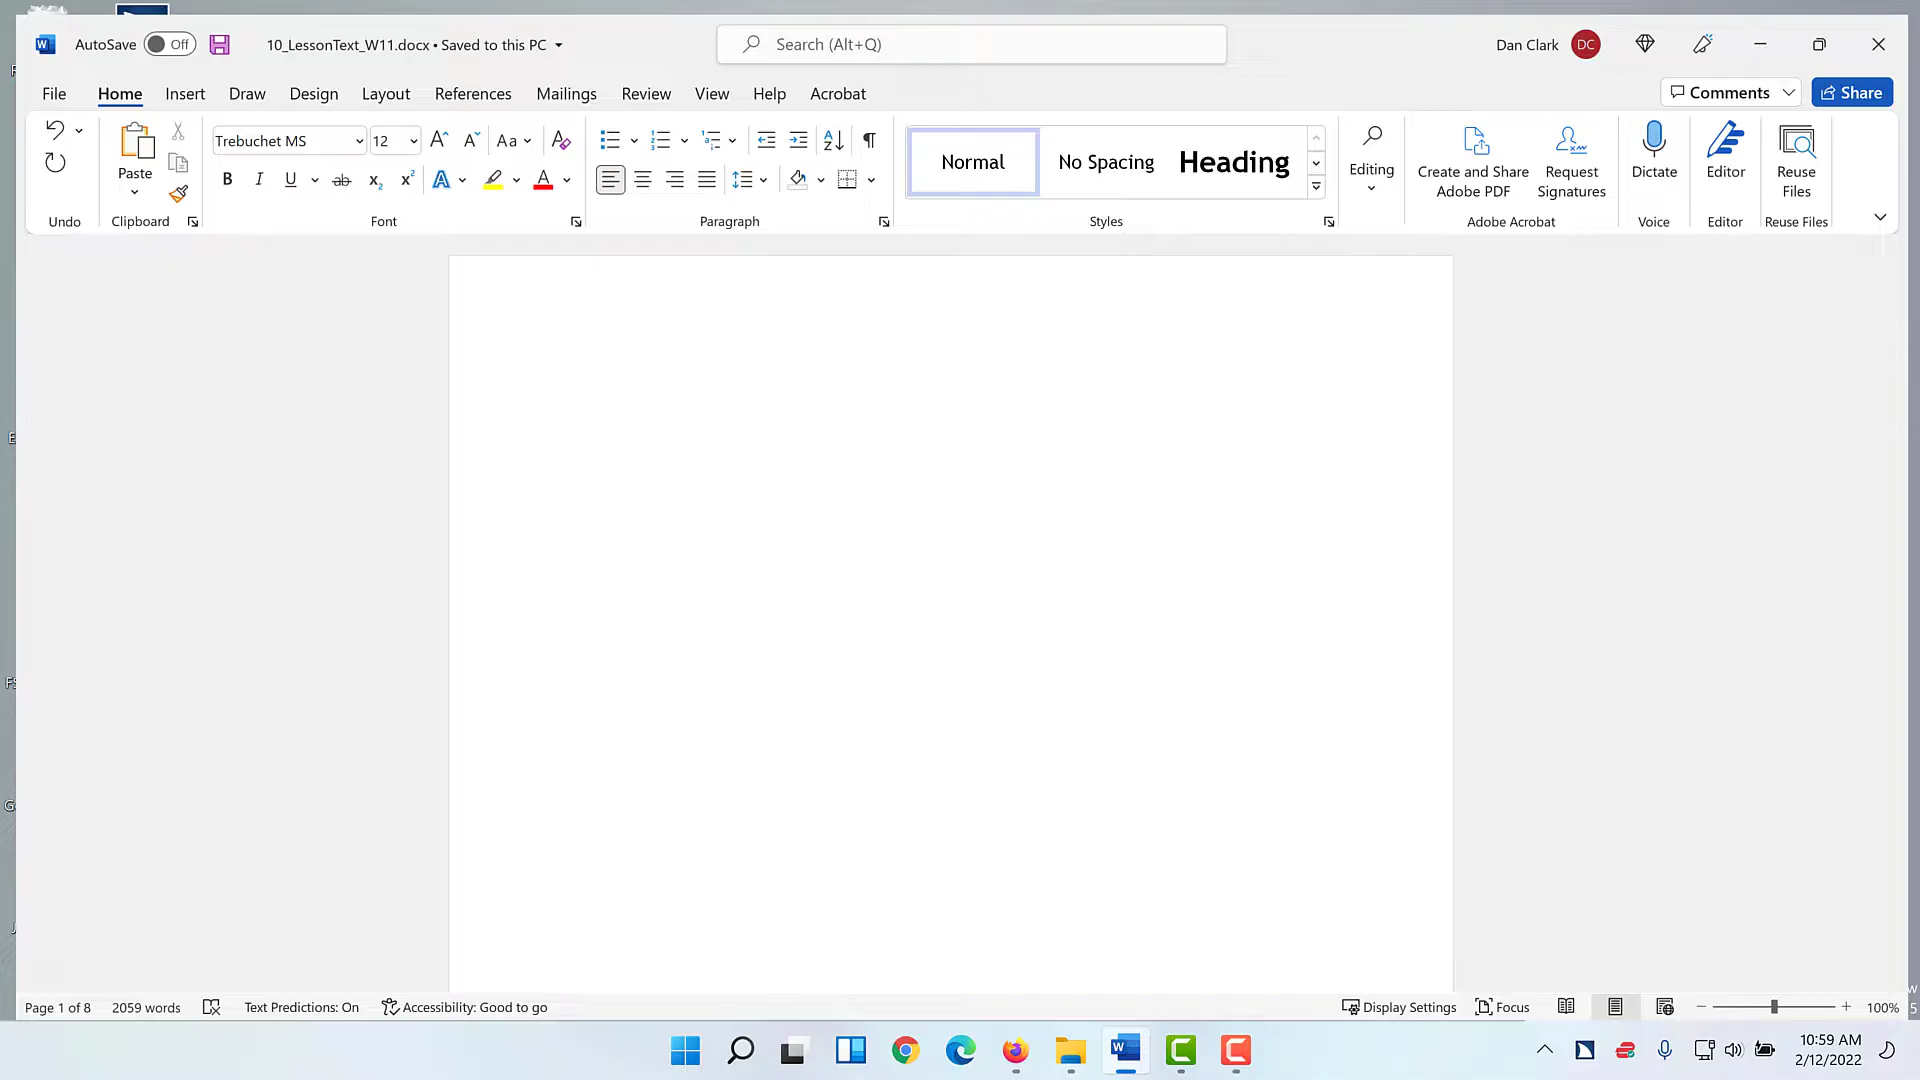 AutoSave Off 10_LessonText_W11.docx • Saved to this PC Search (Alt+Q) Dan Clark DC
File Home Insert Draw Design Layout References Mailings Review View Help Acrobat Comments Share
Trebuchet MS 12 Aa
Paste
Normal No Spacing Heading
Editing
Create and Share Adobe PDF
Request Signatures
Dictate
Editor
Reuse Files
Undo Clipboard Font Paragraph Styles Adobe Acrobat Voice Editor Reuse Files
Page 1 of 8 2059 words Text Predictions: On Accessibility: Good to go Display Settings Focus 100%
10:59 AM
2/12/2022